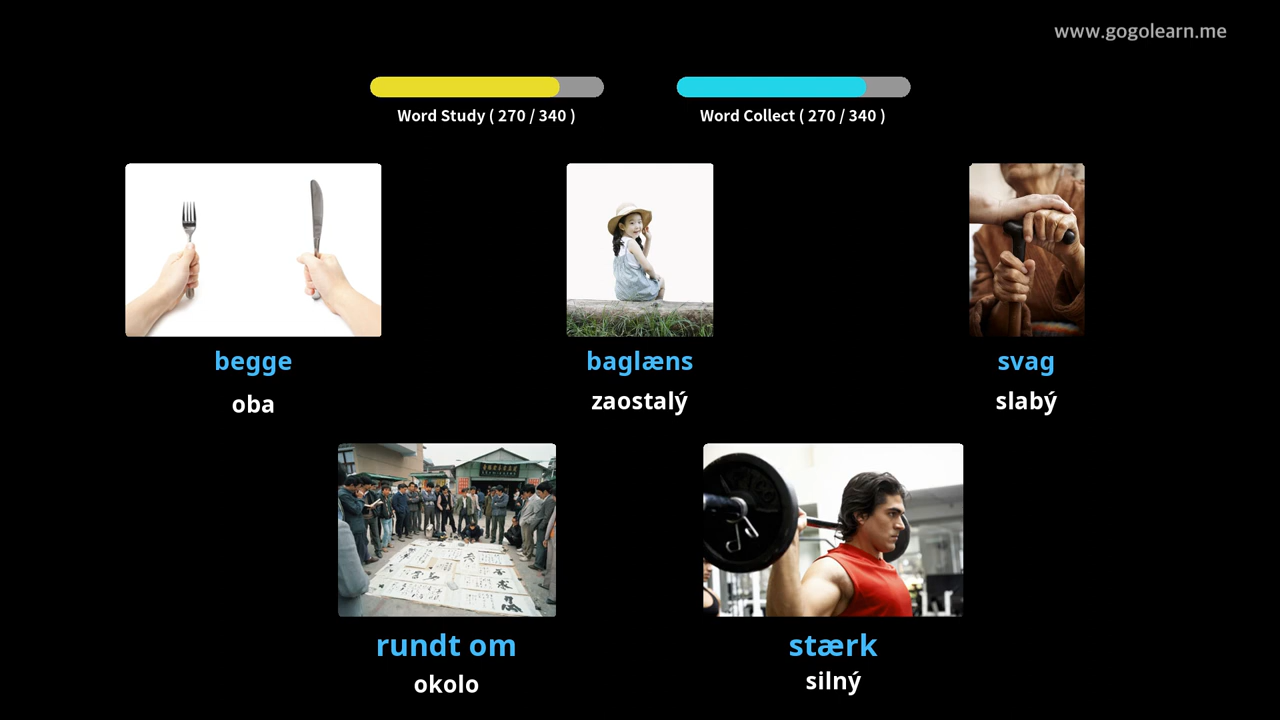 www.gogolearn.me
Word Study ( 270 / 340 )
Word Collect ( 270 / 340 )
begge
baglæns
svag
oba
zaostalý
slabý
rundt om
stærk
okolo
silný